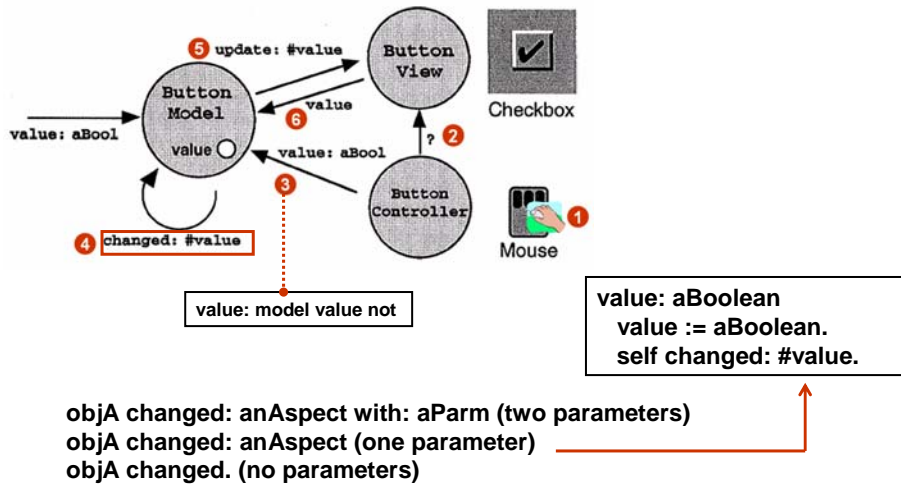 5 update: #value
Button
View
Checkbox
Button
Model
value
value: aBool
6
value
? 2
value: aBool
3
Button
Controller
1
Mouse
4 changed: #value
value: model value not
value: aBoolean
value := aBoolean.
self changed: #value.
objA changed: anAspect with: aParm (two parameters)
objA changed: anAspect (one parameter)
objA changed. (no parameters)